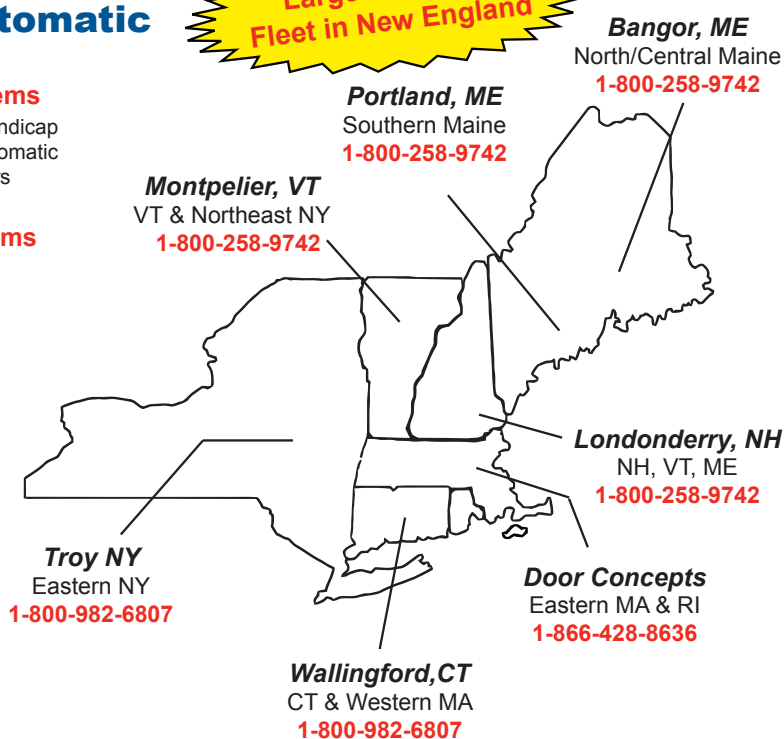 Fleet in New England
Bangor, ME
North/Central Maine
1-800-258-9742
Portland, ME
Southern Maine
1-800-258-9742
Montpelier, VT
VT & Northeast NY
1-800-258-9742
Londonderry, NH
NH, VT, ME
1-800-258-9742
Troy NY
Eastern NY
1-800-982-6807
Door Concepts
Eastern MA & RI
1-866-428-8636
Wallingford,CT
CT & Western MA
1-800-982-6807